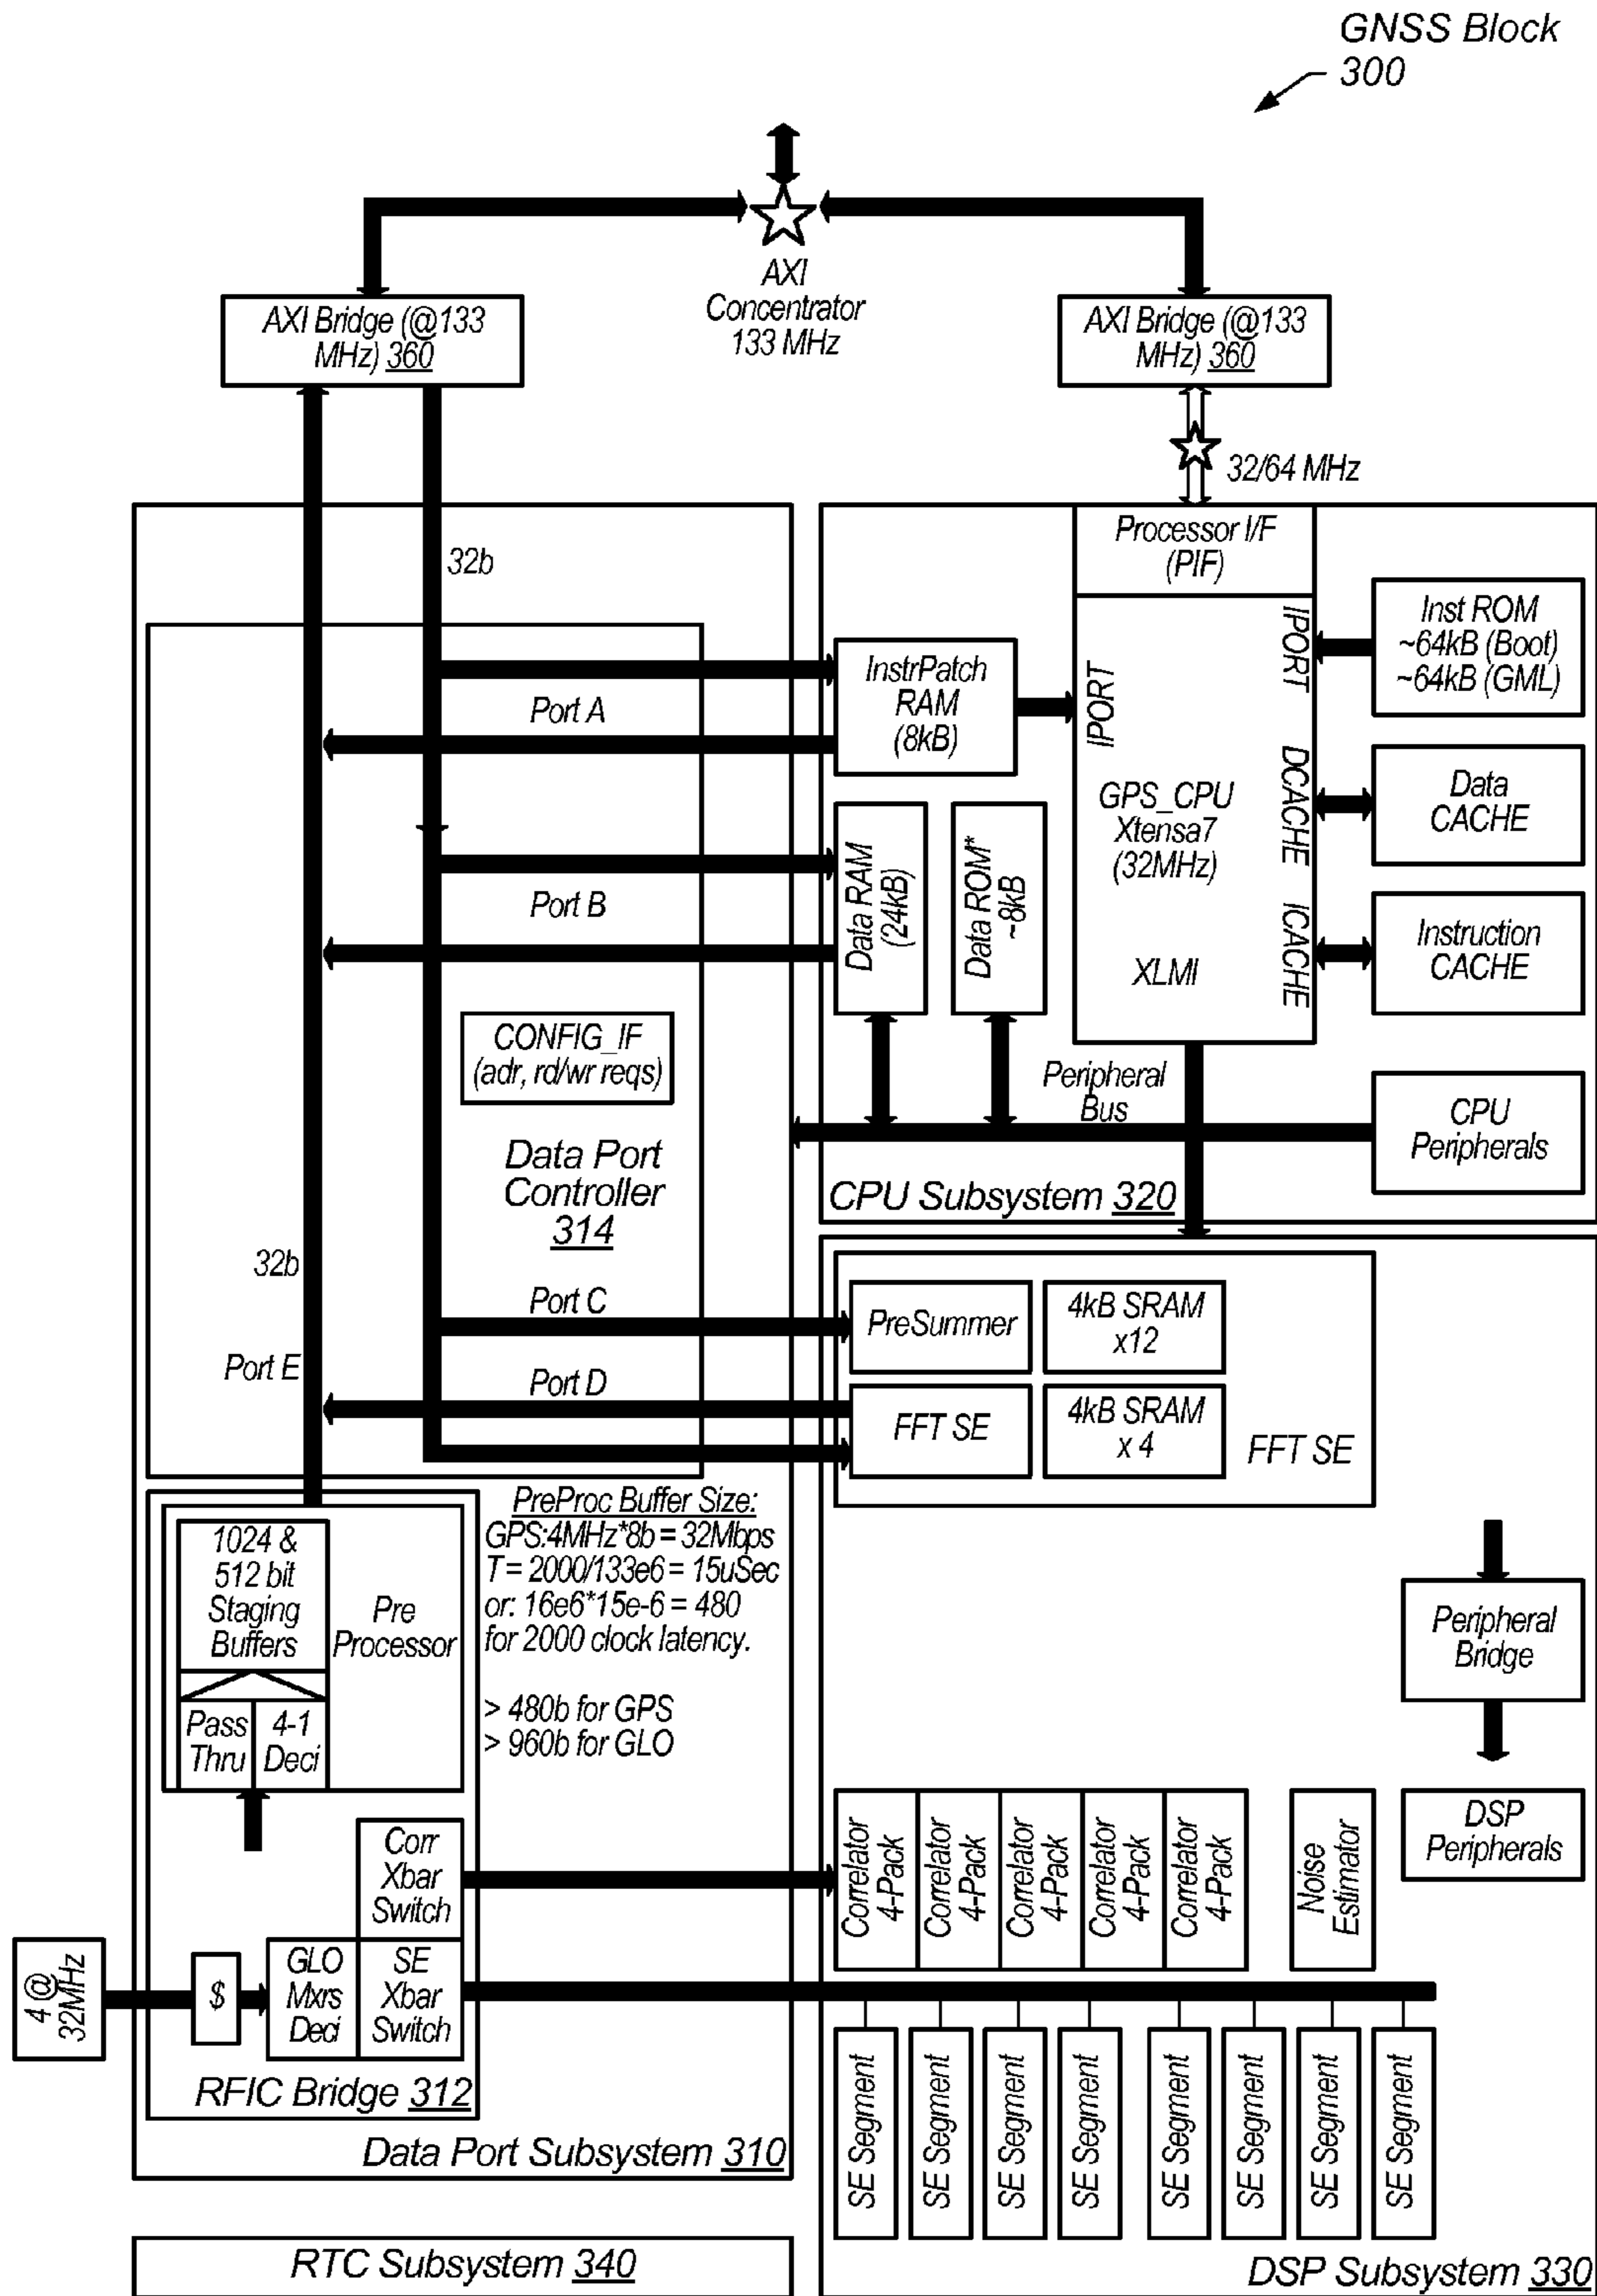 GNSS Block
300
AXI
Concentrator
133 MHz
AXI Bridge (@133
MHz) 360
AXI Bridge (@133
MHz) 360
32/64 MHz
32b
Processor I/F
(PIF)
Inst ROM
~64kB (Boot)
~64kB (GML)
IPORT
InstrPatch
RAM
(8kB)
IPORT
Port A
Data
CACHE
DCACHE
GPS_CPU
Xtensa7
(32MHz)
Data RAM
(24kB)
Data ROM*
~8kB
Port B
Instruction
CACHE
ICACHE
XLMI
CONFIG_IF
(adr, rd/wr reqs)
Peripheral
Bus
CPU
Peripherals
Data Port
Controller
314
CPU Subsystem 320
32b
Port C
PreSummer
4kB SRAM
x12
Port E
Port D
FFT SE
4kB SRAM
x 4
FFT SE
PreProc Buffer Size:
GPS:4MHz*8b = 32Mbps
T = 2000/133e6 = 15uSec
or: 16e6*15e-6 = 480
for 2000 clock latency.
> 480b for GPS
> 960b for GLO
1024 &
512 bit
Staging
Buffers
Pre
Processor
Pass
Thru
4-1
Deci
Peripheral
Bridge
DSP
Peripherals
Corr
Xbar
Switch
Correlator
4-Pack
Correlator
4-Pack
Correlator
4-Pack
Correlator
4-Pack
Correlator
4-Pack
Noise
Estimator
4 @
32MHz
$
GLO
Mxrs
Deci
SE
Xbar
Switch
RFIC Bridge 312
SE Segment
SE Segment
SE Segment
SE Segment
SE Segment
SE Segment
SE Segment
SE Segment
Data Port Subsystem 310
RTC Subsystem 340
DSP Subsystem 330